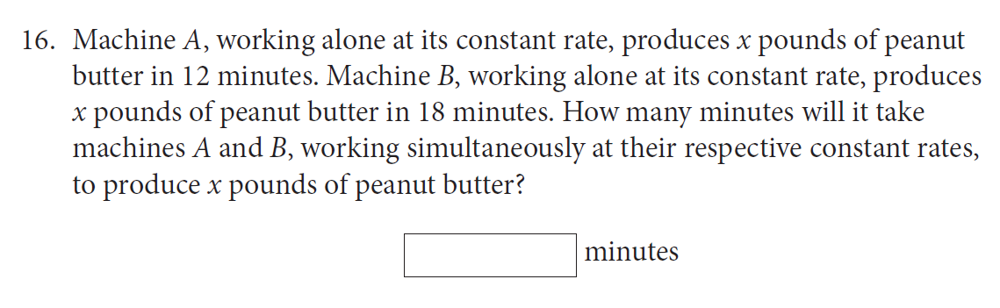 16. Machine A, working alone at its constant rate, produces x pounds of peanut
butter in 12 minutes. Machine B, working alone at its constant rate, produces
x pounds of peanut butter in 18 minutes. How many minutes will it take
machines A and B, working simultaneously at their respective constant rates,
to produce x pounds of peanut butter?
minutes